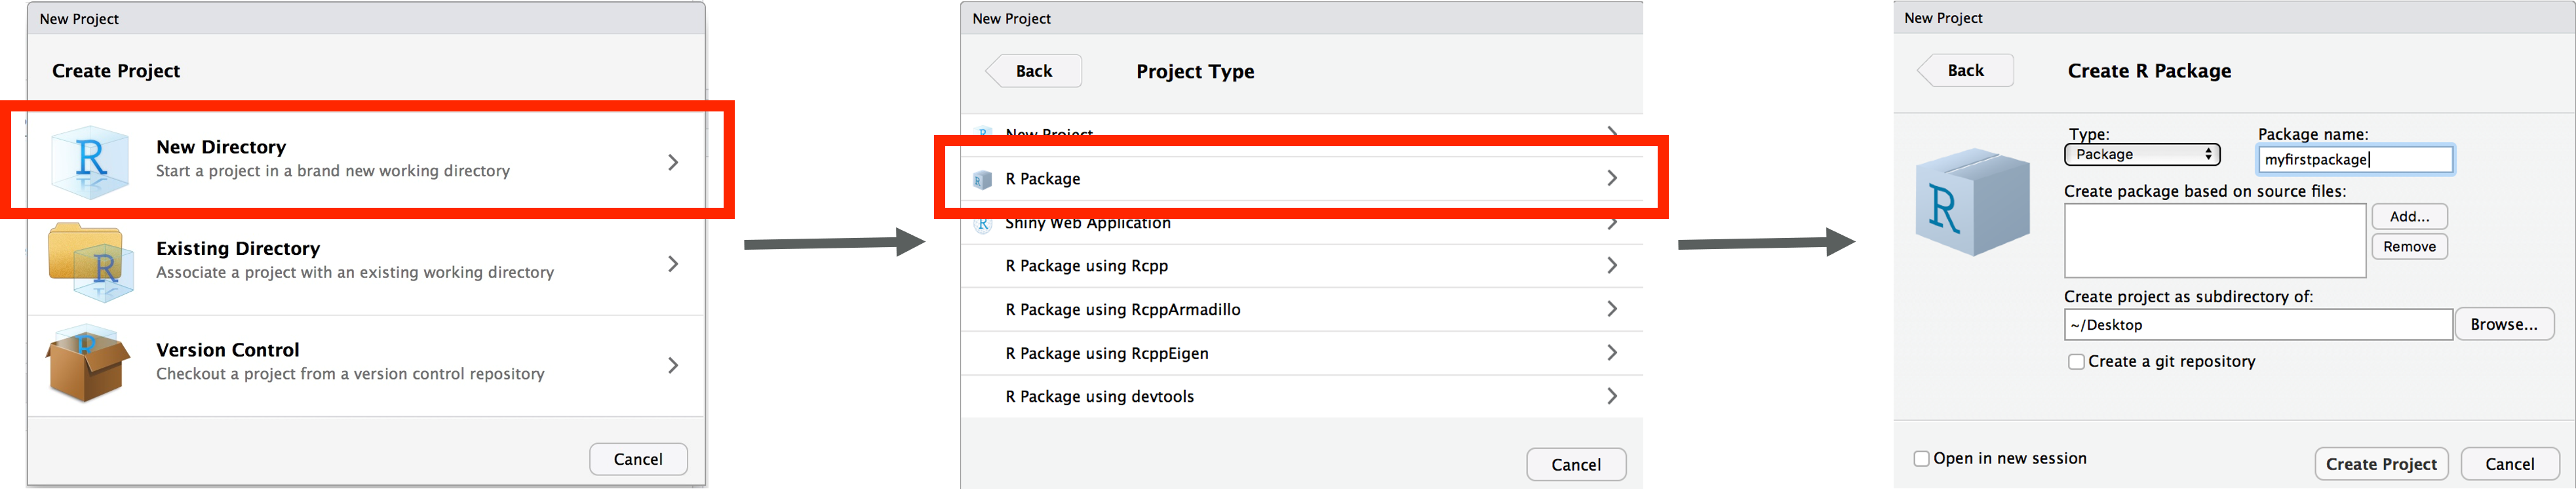 New Project
Create Project
New Directory
Start a project in a brand new working directory
Existing Directory
Associate a project with an existing working directory
Version Control
Checkout a project from a version control repository
Cancel
New Project
Back
Project Type
New Project
R Package
Shiny Web Application
R Package using Rcpp
R Package using RcppArmadillo
R Package using RcppEigen
R Package using devtools
Cancel
New Project
Back
Create R Package
Type:
Package name:
Package
myfirstpackage
Create package based on source files:
Add...
Remove
Create project as subdirectory of:
~/Desktop
Browse...
Create a git repository
Open in new session
Create Project
Cancel